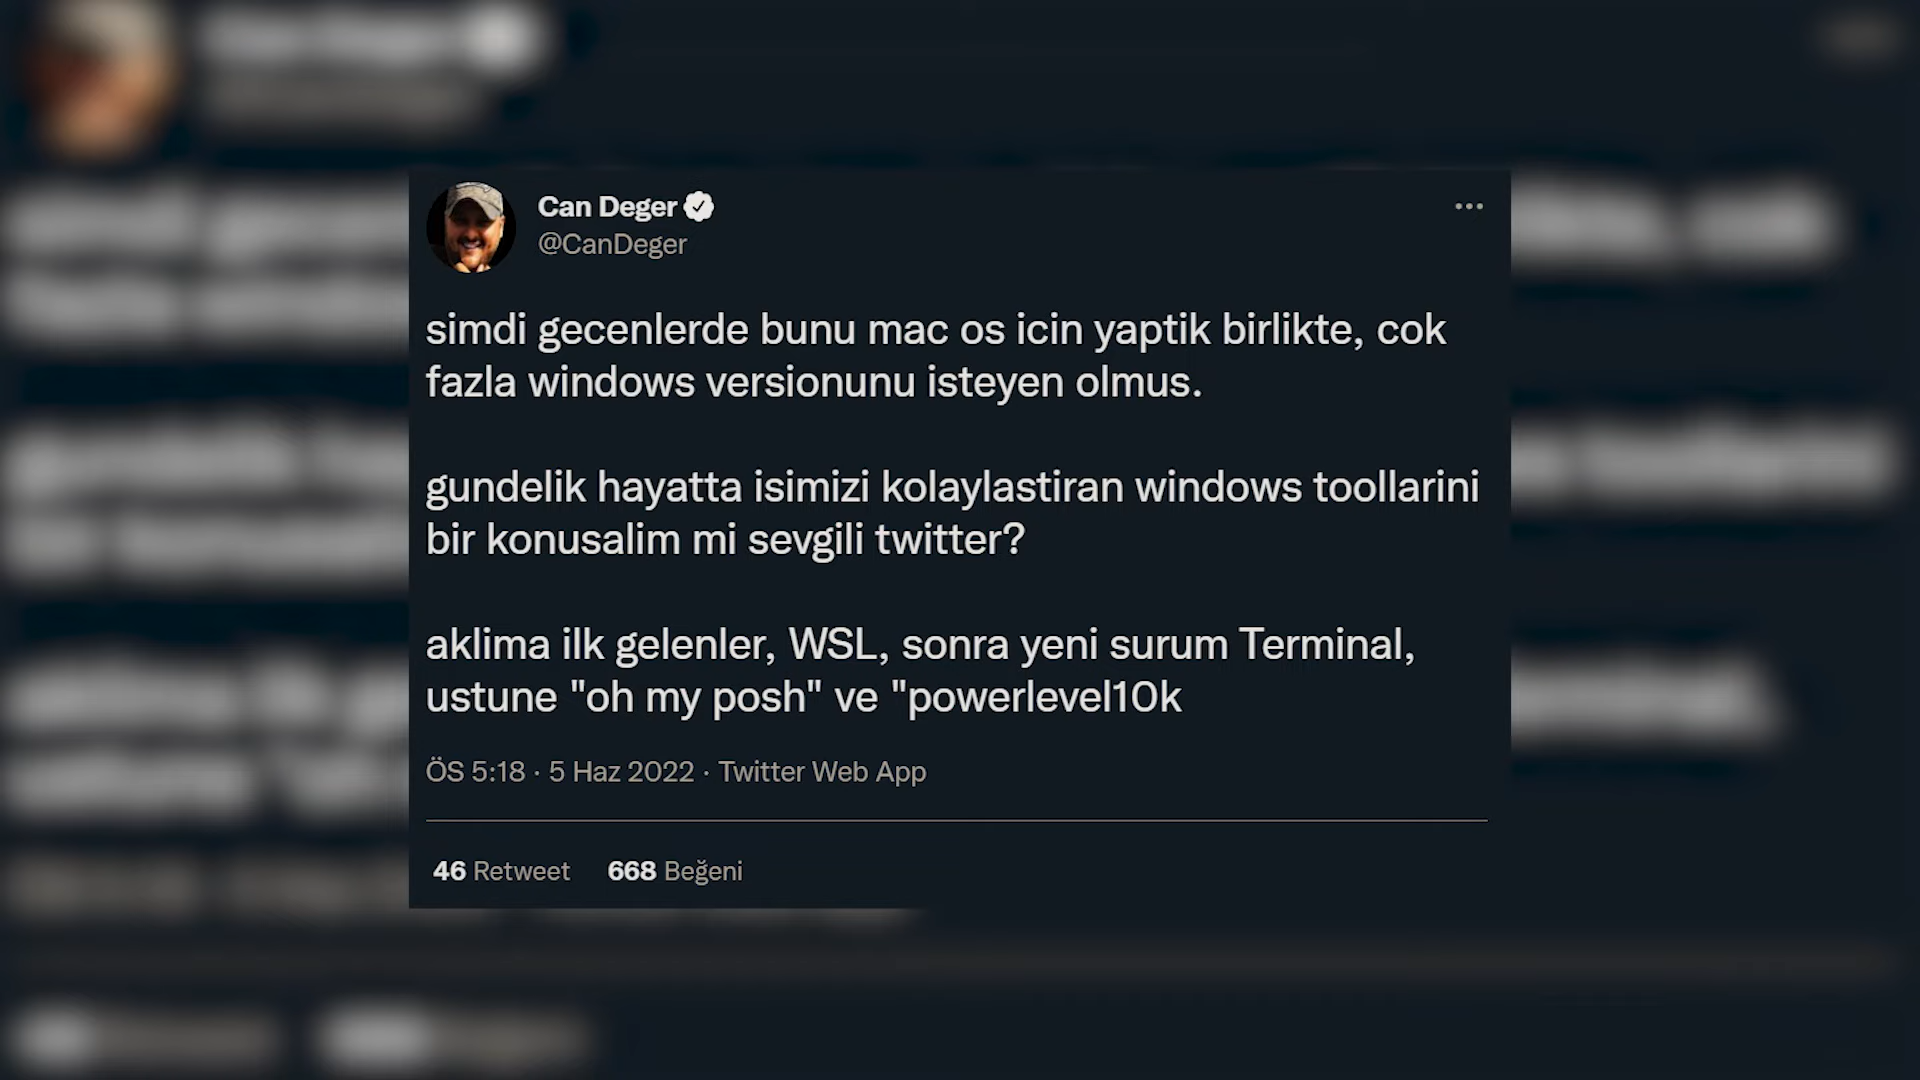 Can Deger
@CanDeger
simdi gecenlerde bunu mac os icin yaptik birlikte, cok
fazla windows versionunu isteyen olmus.
gundelik hayatta isimizi kolaylastiran windows toollarini
bir konusalim mi sevgili twitter?
aklima ilk gelenler, WSL, sonra yeni surum Terminal,
ustune "oh my posh" ve "powerlevel10k
ÖS 5:18 · 5 Haz 2022 · Twitter Web App
46 Retweet 668 Beğeni